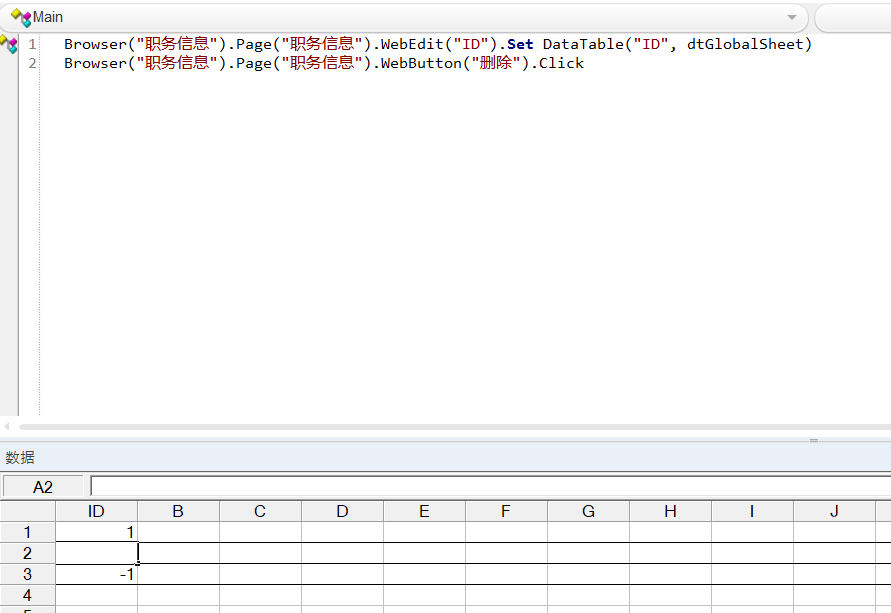 Main
1 Browser("职务信息").Page("职务信息").WebEdit("ID").Set DataTable("ID", dtGlobalSheet)
2 Browser("职务信息").Page("职务信息").WebButton("删除").Click
数据
A2
ID B C D E F G H I J
1 1
2
3 -1
4